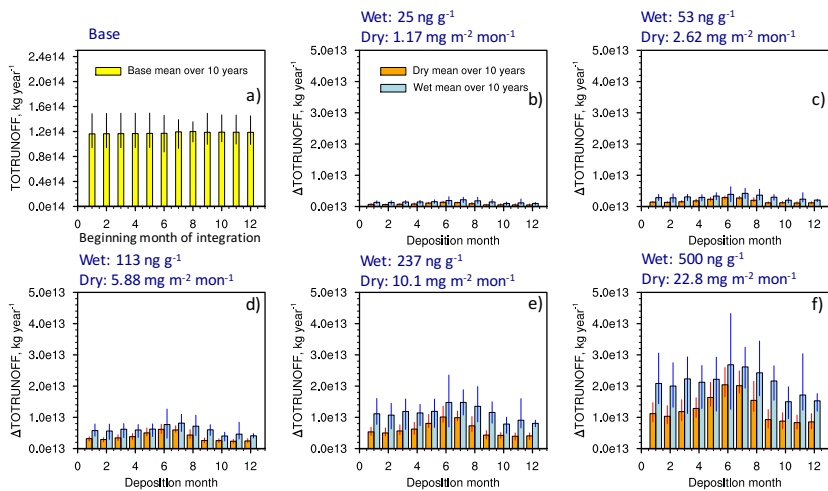 Base
Wet: 25 ng g⁻¹
Dry: 1.17 mg m⁻² mon⁻¹
Wet: 53 ng g⁻¹
Dry: 2.62 mg m⁻² mon⁻¹
TOTRUNOFF, kg year⁻¹
2.4e14
2.0e14
1.6e14
1.2e14
8.0e13
4.0e13
0.0e14
0 2 4 6 8 10 12
Base mean over 10 years
a)
Beginning month of integration
ΔTOTRUNOFF, kg year⁻¹
5.0e13
4.0e13
3.0e13
2.0e13
1.0e13
0.0e13
0 2 4 6 8 10 12
Dry mean over 10 years
Wet mean over 10 years
b)
Deposition month
ΔTOTRUNOFF, kg year⁻¹
5.0e13
4.0e13
3.0e13
2.0e13
1.0e13
0.0e13
0 2 4 6 8 10 12
c)
Deposition month
Wet: 113 ng g⁻¹
Dry: 5.88 mg m⁻² mon⁻¹
Wet: 237 ng g⁻¹
Dry: 10.1 mg m⁻² mon⁻¹
Wet: 500 ng g⁻¹
Dry: 22.8 mg m⁻² mon⁻¹
ΔTOTRUNOFF, kg year⁻¹
5.0e13
4.0e13
3.0e13
2.0e13
1.0e13
0.0e13
0 2 4 6 8 10 12
d)
Deposition month
ΔTOTRUNOFF, kg year⁻¹
5.0e13
4.0e13
3.0e13
2.0e13
1.0e13
0.0e13
0 2 4 6 8 10 12
e)
Deposition month
ΔTOTRUNOFF, kg year⁻¹
5.0e13
4.0e13
3.0e13
2.0e13
1.0e13
0.0e13
0 2 4 6 8 10 12
f)
Deposition month